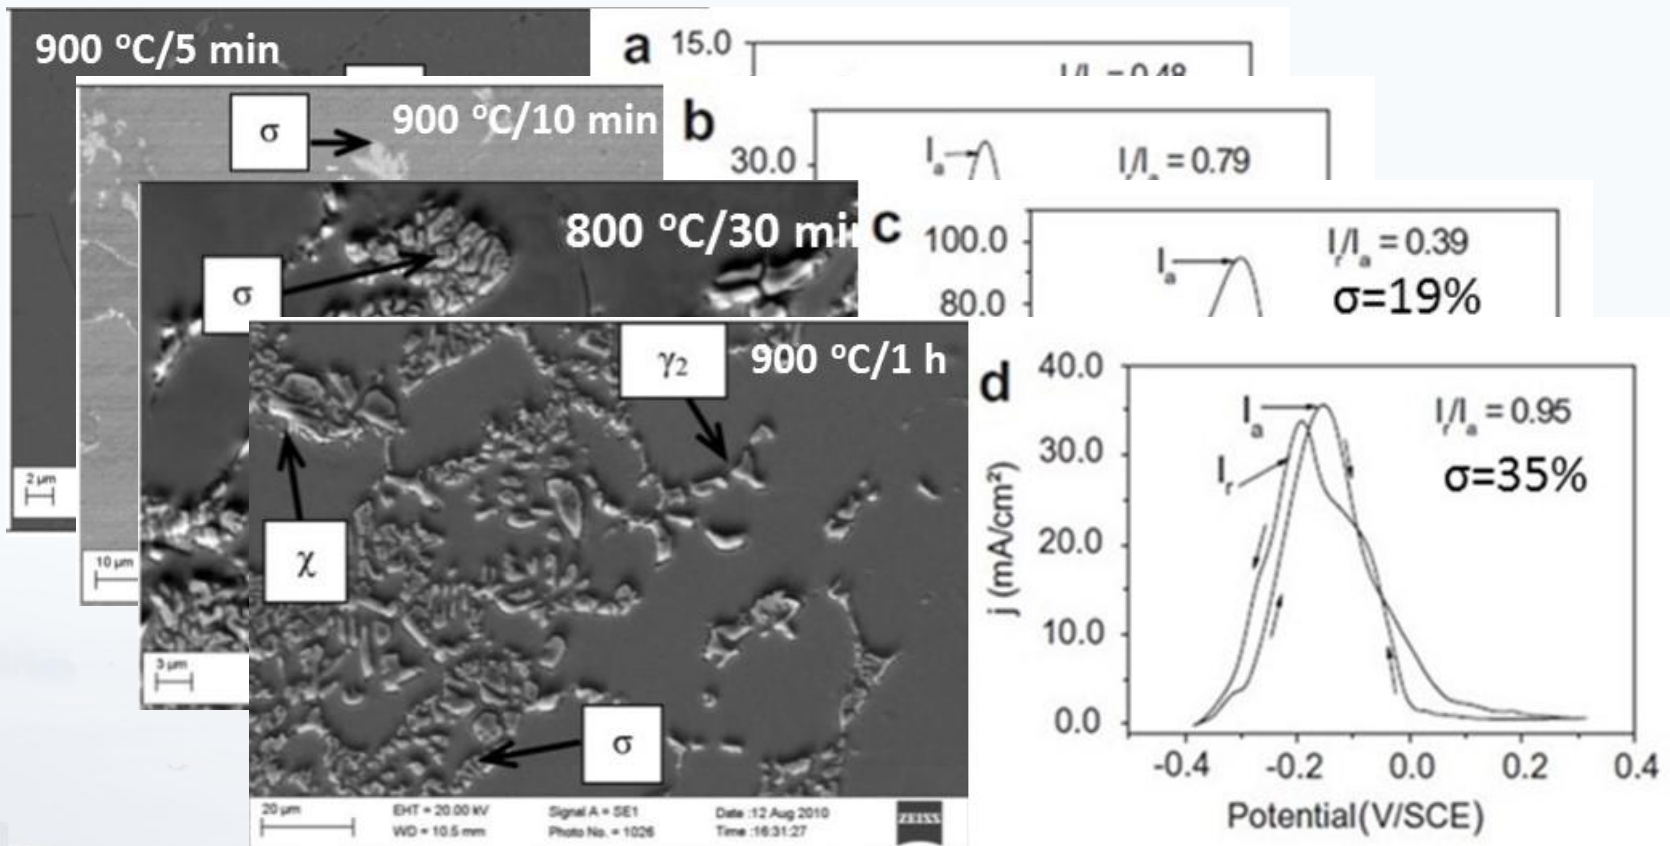 900 °C/5 min
σ
900 °C/10 min
800 °C/30 mi
σ
900 °C/1 h
γ₂
χ
σ
2 µm
10 µm
3 µm
20 µm
EHT = 20.00 kV
WD = 10.5 mm
Signal A = SE1
Photo No. = 1026
Date :12 Aug 2010
Time :16:31:27
ZEISS
a
15.0
b
30.0
Iₐ
Iᵣ/Iₐ = 0.79
c
100.0
80.0
Iₐ
Iᵣ/Iₐ = 0.39
σ=19%
d
40.0
30.0
20.0
10.0
0.0
j (mA/cm²)
Iₐ
Iᵣ
Iᵣ/Iₐ = 0.95
σ=35%
-0.4
-0.2
0.0
0.2
0.4
Potential(V/SCE)